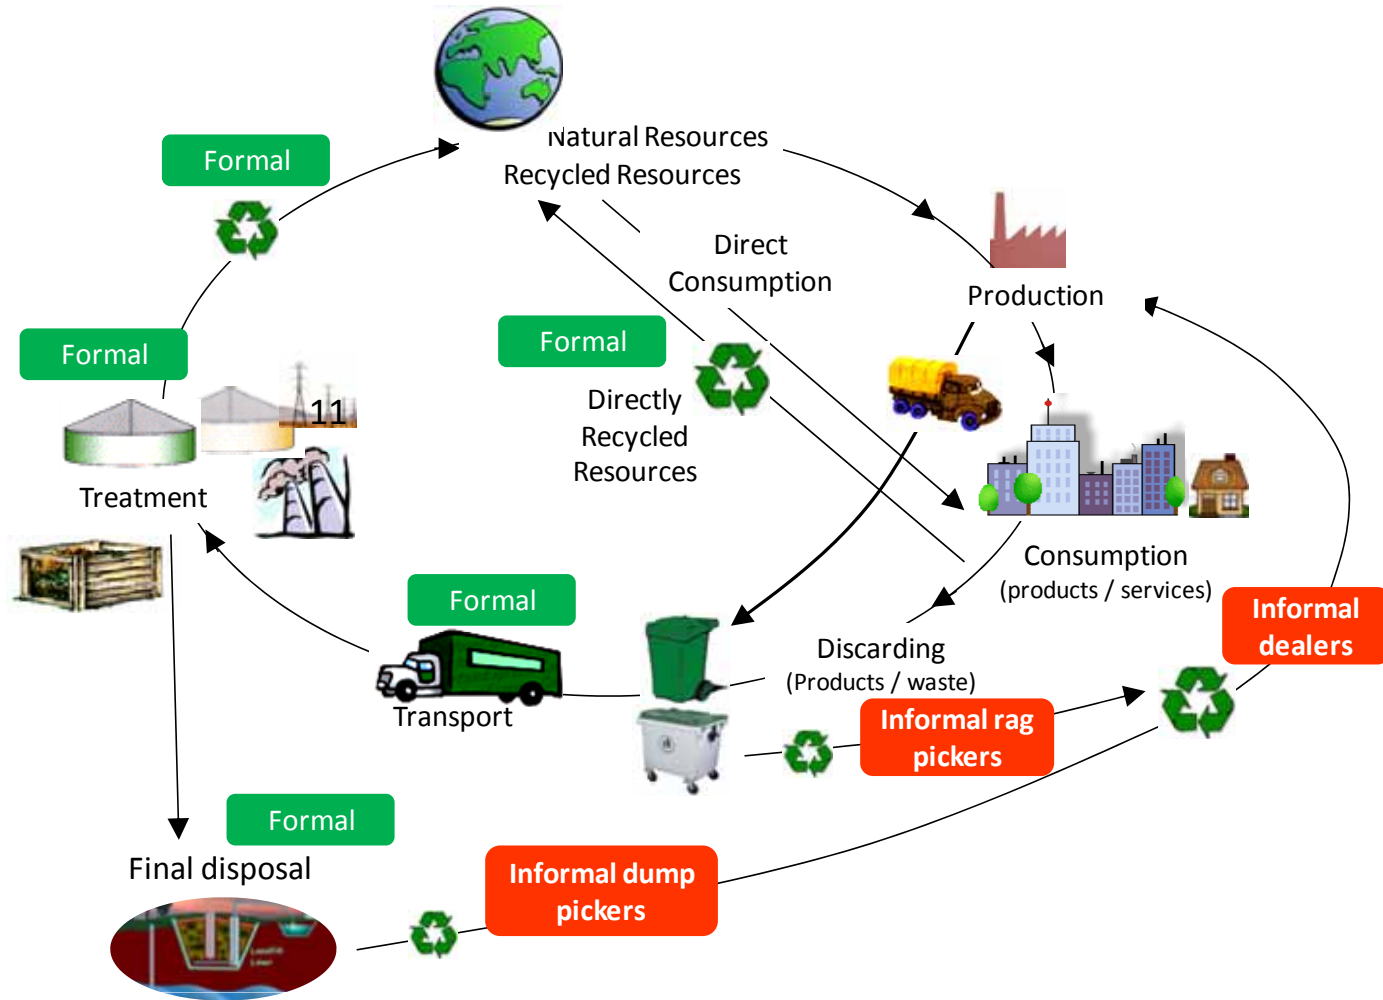 Natural Resources
Recycled Resources
Formal
Direct
Consumption
Production
Formal
Formal
Directly
Recycled
Resources
11
Treatment
Consumption
(products / services)
Formal
Informal
dealers
Discarding
(Products / waste)
Transport
Informal rag
pickers
Formal
Final disposal
Informal dump
pickers